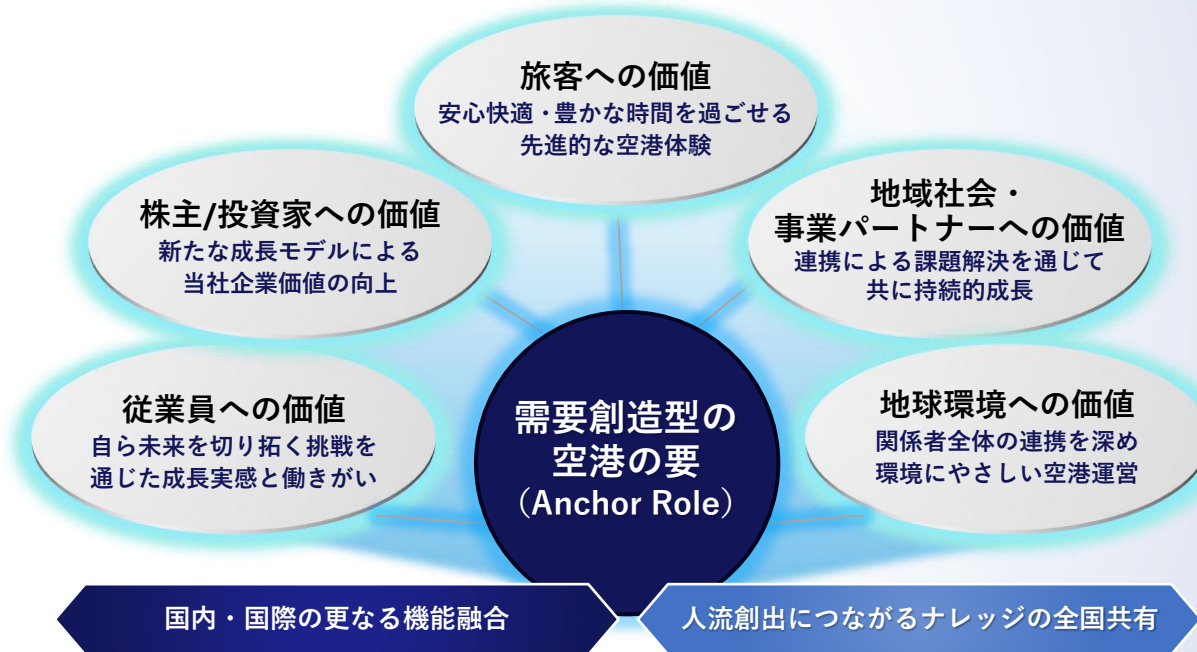 旅客への価値
安心快適・豊かな時間を過ごせる
先進的な空港体験
株主/投資家への価値
新たな成長モデルによる
当社企業価値の向上
地域社会・
事業パートナーへの価値
連携による課題解決を通じて
共に持続的成長
従業員への価値
自ら未来を切り拓く挑戦を
通じた成長実感と働きがい
需要創造型の
空港の要
（Anchor Role）
地球環境への価値
関係者全体の連携を深め
環境にやさしい空港運営
国内・国際の更なる機能融合
人流創出につながるナレッジの全国共有